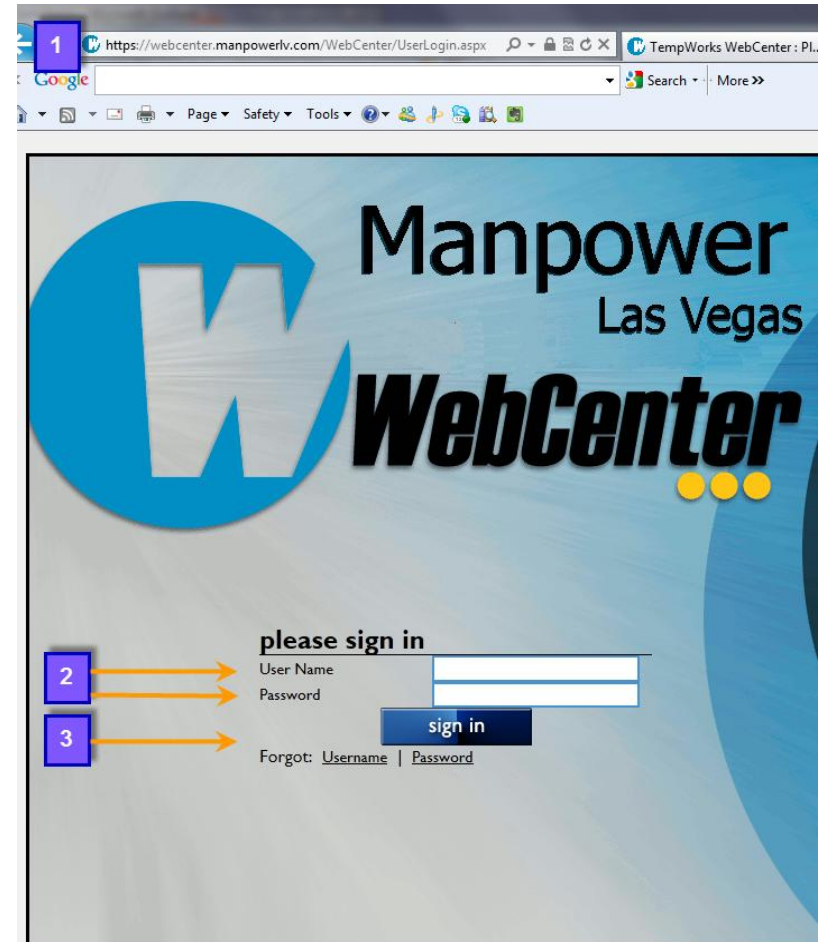 1
https://webcenter.manpowerlv.com/WebCenter/UserLogin.aspx
TempWorks WebCenter : Pl...
Google
Search
More >>
Page Safety Tools
Manpower
Las Vegas
W
WebCenter
please sign in
2
User Name
Password
3
sign in
Forgot: Username | Password